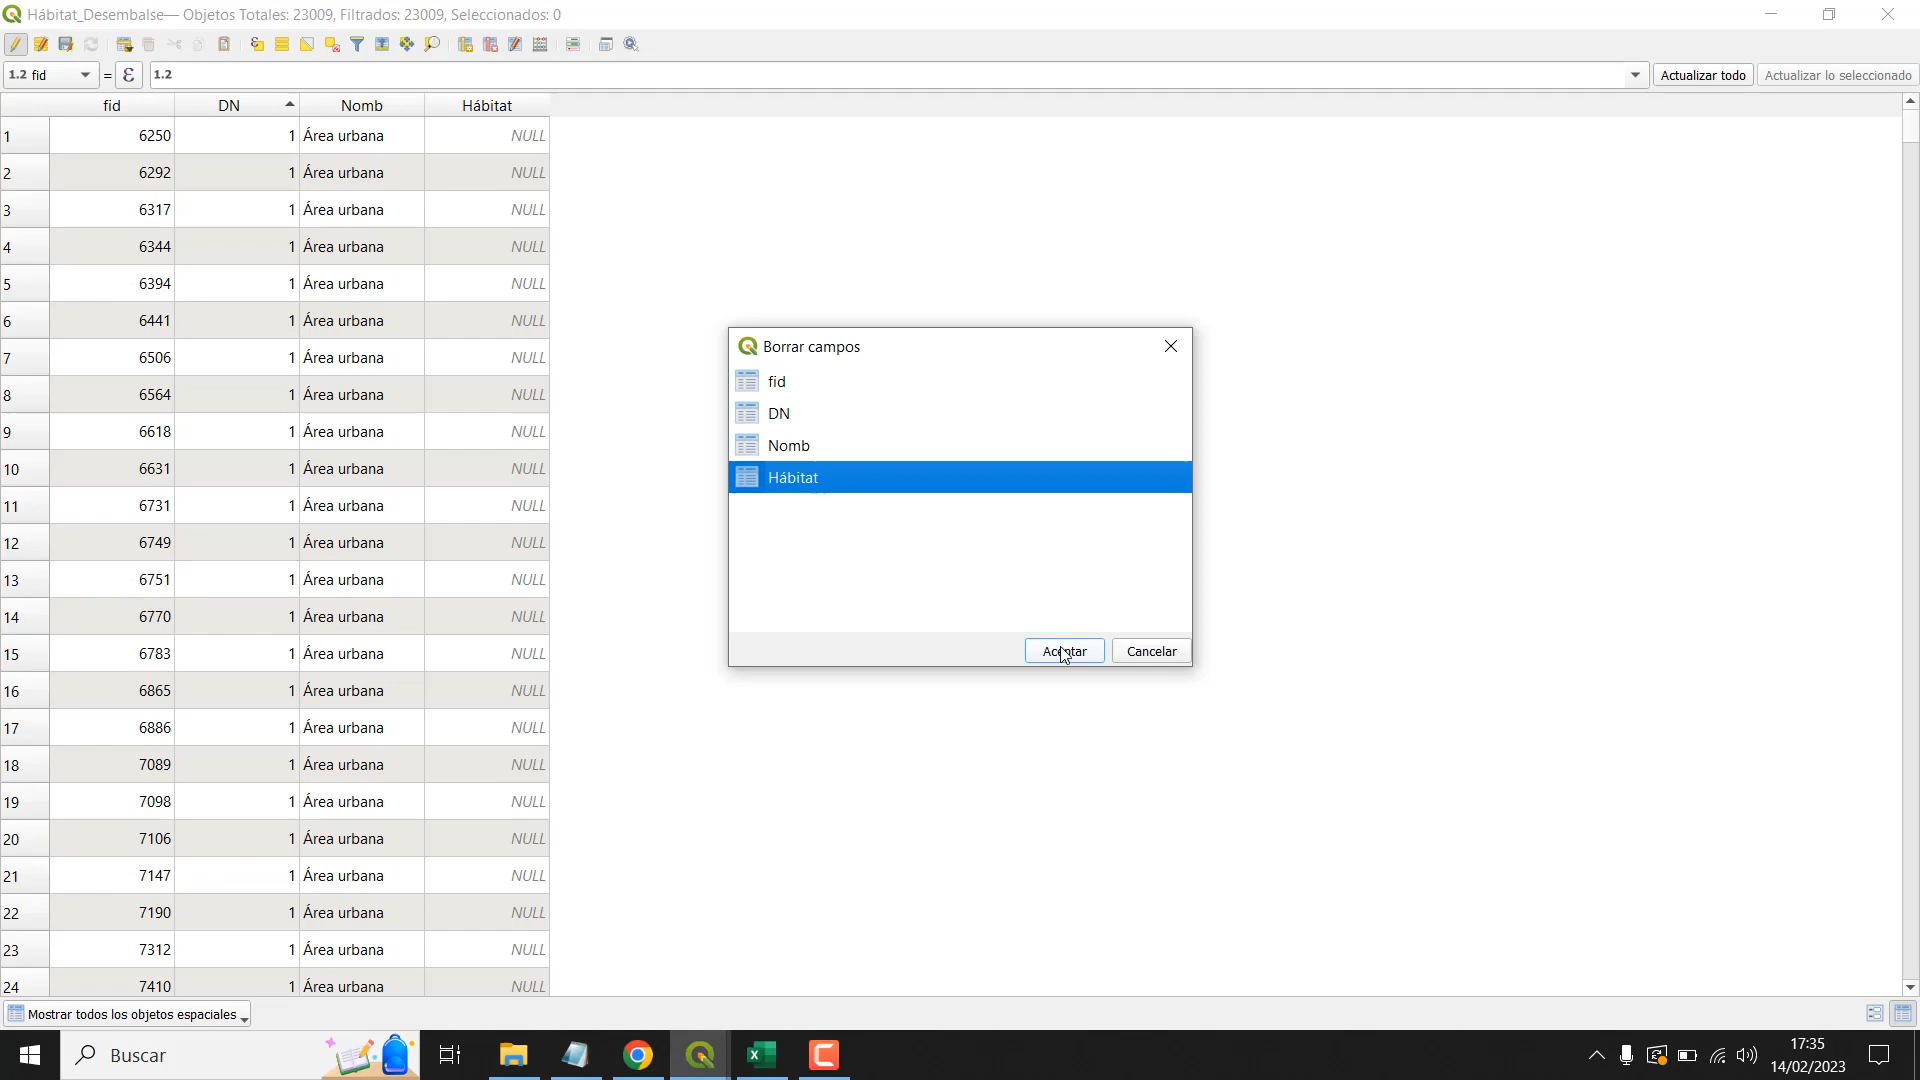 Hábitat_Desembalse— Objetos Totales: 23009, Filtrados: 23009, Seleccionados: 0
1.2 fid = ε 1.2 Actualizar todo Actualizar lo seleccionado
fid DN Nomb Hábitat
1 6250 1 Área urbana NULL
2 6292 1 Área urbana NULL
3 6317 1 Área urbana NULL
4 6344 1 Área urbana NULL
5 6394 1 Área urbana NULL
6 6441 1 Área urbana NULL
7 6506 1 Área urbana NULL
8 6564 1 Área urbana NULL
9 6618 1 Área urbana NULL
10 6631 1 Área urbana NULL
11 6731 1 Área urbana NULL
12 6749 1 Área urbana NULL
13 6751 1 Área urbana NULL
14 6770 1 Área urbana NULL
15 6783 1 Área urbana NULL
16 6865 1 Área urbana NULL
17 6886 1 Área urbana NULL
18 7089 1 Área urbana NULL
19 7098 1 Área urbana NULL
20 7106 1 Área urbana NULL
21 7147 1 Área urbana NULL
22 7190 1 Área urbana NULL
23 7312 1 Área urbana NULL
24 7410 1 Área urbana NULL
Borrar campos
fid
DN
Nomb
Hábitat
Aceptar Cancelar
Mostrar todos los objetos espaciales
Buscar
17:35
14/02/2023